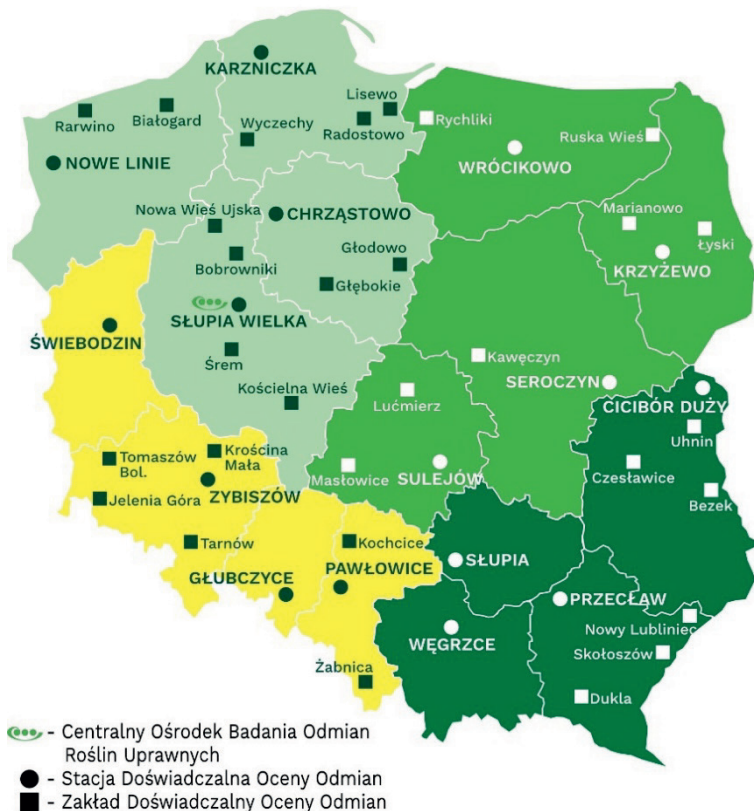 KARZNICZKA
Lisewo
Rarwino
Białogard
Wyczechy
Radostowo
Rychliki
Ruska Wieś
NOWE LINIE
WRÓCIKOWO
Nowa Wieś Ujska
CHRZĄSTOWO
Marianowo
Łyski
Bobrowniki
Głodowo
Głębokie
KRZYŻEWO
SŁUPIA WIELKA
ŚWIEBODZIN
Śrem
Kawęczyn
SEROCZYN
Kościelna Wieś
Lućmierz
CICIBÓR DUŻY
Uhnin
Tomaszów
Bol.
Krościna
Mała
Masłowice
SULEJÓW
Czesławice
Jelenia Góra
ZYBISZÓW
Bezek
Tarnów
Kochcice
SŁUPIA
GŁUBCZYCE
PAWŁOWICE
PRZECŁAW
WĘGRZCE
Nowy Lubliniec
Skołoszów
Żabnica
Dukla
- Centralny Ośrodek Badania Odmian
Roślin Uprawnych
- Stacja Doświadczalna Oceny Odmian
- Zakład Doświadczalny Oceny Odmian